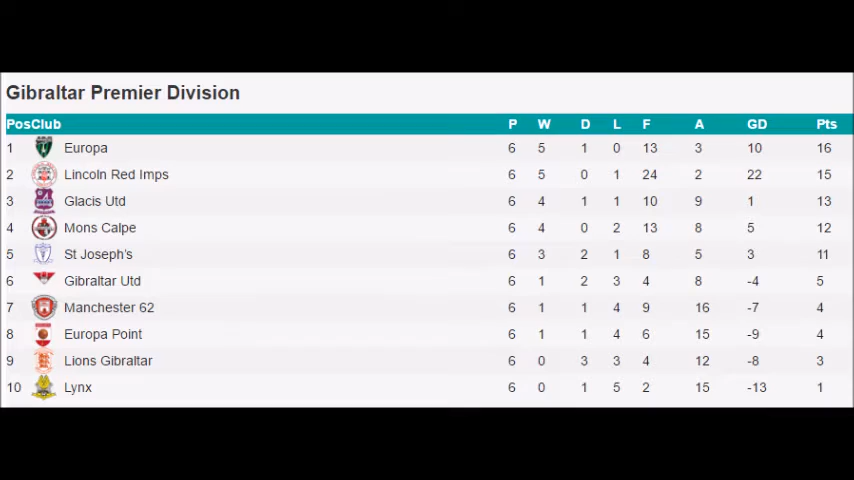 Gibraltar Premier Division
PosClub P W D L F A GD Pts
1 Europa 6 5 1 0 13 3 10 16
2 Lincoln Red Imps 6 5 0 1 24 2 22 15
3 Glacis Utd 6 4 1 1 10 9 1 13
4 Mons Calpe 6 4 0 2 13 8 5 12
5 St Joseph's 6 3 2 1 8 5 3 11
6 Gibraltar Utd 6 1 2 3 4 8 -4 5
7 Manchester 62 6 1 1 4 9 16 -7 4
8 Europa Point 6 1 1 4 6 15 -9 4
9 Lions Gibraltar 6 0 3 3 4 12 -8 3
10 Lynx 6 0 1 5 2 15 -13 1